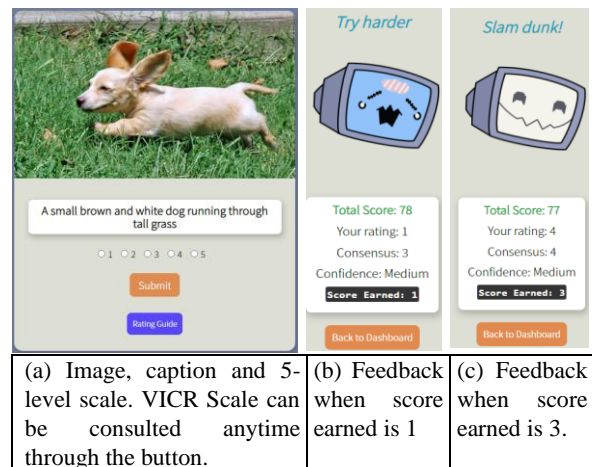 A small brown and white dog running through
tall grass
1 2 3 4 5
Submit
Rating Guide
Try harder
Total Score: 78
Your rating: 1
Consensus: 3
Confidence: Medium
Score Earned: 1
Back to Dashboard
Slam dunk!
Total Score: 77
Your rating: 4
Consensus: 4
Confidence: Medium
Score Earned: 3
Back to Dashboard
(a) Image, caption and 5-
level scale. VICR Scale can
be consulted anytime
through the button.
(b) Feedback
when score
earned is 1
(c) Feedback
when score
earned is 3.